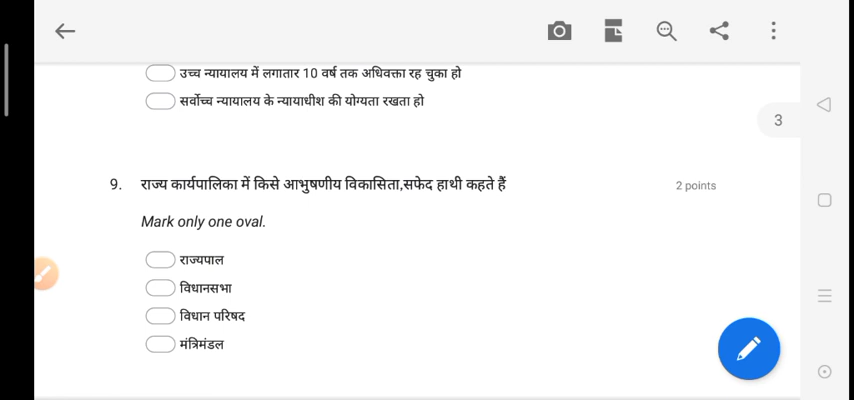 उच्च न्यायालय में लगातार 10 वर्ष तक अधिवक्ता रह चुका हो
सर्वोच्च न्यायालय के न्यायाधीश की योग्यता रखता हो
3
9. राज्य कार्यपालिका में किसे आभुषणीय विकासिता,सफेद हाथी कहते हैं 2 points
Mark only one oval.
राज्यपाल
विधानसभा
विधान परिषद
मंत्रिमंडल